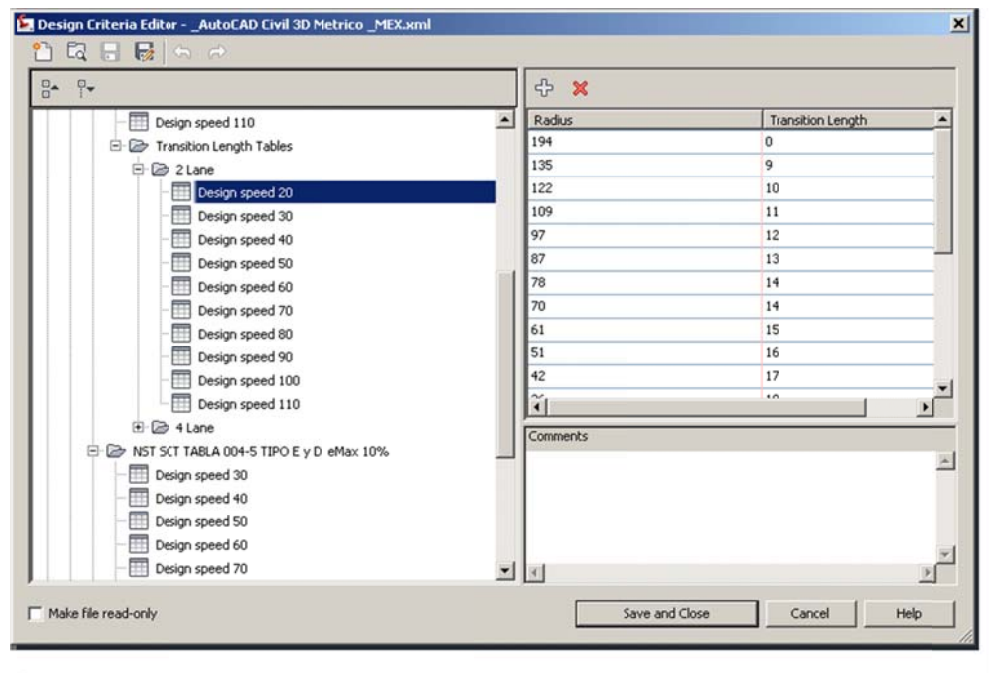 Design Criteria Editor - _AutoCAD Civil 3D Metrico _MEX.xml
Design speed 110
Transition Length Tables
2 Lane
Design speed 20
Design speed 30
Design speed 40
Design speed 50
Design speed 60
Design speed 70
Design speed 80
Design speed 90
Design speed 100
Design speed 110
4 Lane
NST SCT TABLA 004-5 TIPO E y D eMax 10%
Design speed 30
Design speed 40
Design speed 50
Design speed 60
Design speed 70
Radius Transition Length
194 0
135 9
122 10
109 11
97 12
87 13
78 14
70 14
61 15
51 16
42 17
Comments
Make file read-only
Save and Close Cancel Help